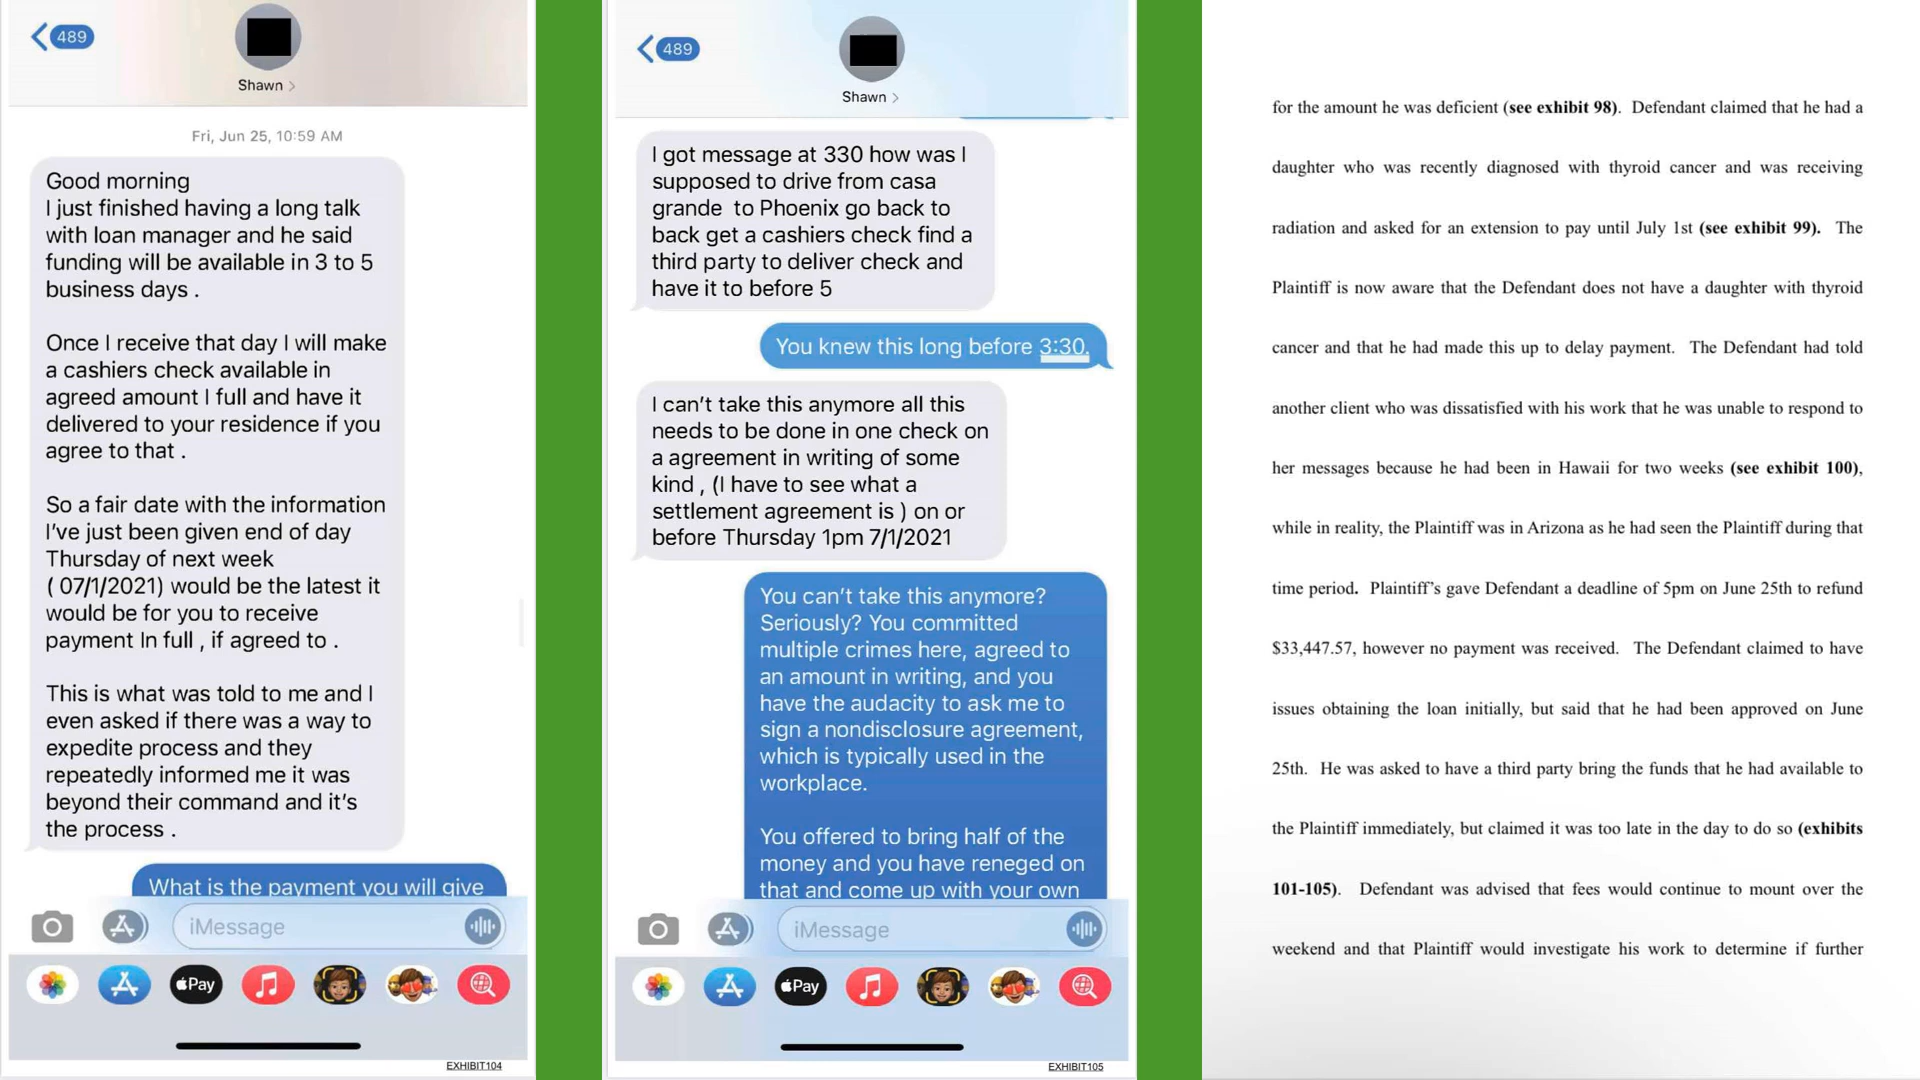 489
Shawn >
Fri, Jun 25, 10:59 AM
Good morning
I just finished having a long talk
with loan manager and he said
funding will be available in 3 to 5
business days .
Once I receive that day I will make
a cashiers check available in
agreed amount I full and have it
delivered to your residence if you
agree to that .
So a fair date with the information
I've just been given end of day
Thursday of next week
( 07/1/2021) would be the latest it
would be for you to receive
payment In full , if agreed to .
This is what was told to me and I
even asked if there was a way to
expedite process and they
repeatedly informed me it was
beyond their command and it's
the process .
What is the payment you will give
iMessage
Pay
EXHIBIT104
489
Shawn >
I got message at 330 how was I
supposed to drive from casa
grande  to Phoenix go back to
back get a cashiers check find a
third party to deliver check and
have it to before 5
You knew this long before 3:30.
I can't take this anymore all this
needs to be done in one check on
a agreement in writing of some
kind , (I have to see what a
settlement agreement is ) on or
before Thursday 1pm 7/1/2021
You can't take this anymore?
Seriously? You committed
multiple crimes here, agreed to
an amount in writing, and you
have the audacity to ask me to
sign a nondisclosure agreement,
which is typically used in the
workplace.
You offered to bring half of the
money and you have reneged on
that and come up with your own
iMessage
Pay
EXHIBIT105
for the amount he was deficient (see exhibit 98).  Defendant claimed that he had a
daughter who was recently diagnosed with thyroid cancer and was receiving
radiation and asked for an extension to pay until July 1st (see exhibit 99).  The
Plaintiff is now aware that the Defendant does not have a daughter with thyroid
cancer and that he had made this up to delay payment.  The Defendant had told
another client who was dissatisfied with his work that he was unable to respond to
her messages because he had been in Hawaii for two weeks (see exhibit 100),
while in reality, the Plaintiff was in Arizona as he had seen the Plaintiff during that
time period.  Plaintiff's gave Defendant a deadline of 5pm on June 25th to refund
$33,447.57, however no payment was received.  The Defendant claimed to have
issues obtaining the loan initially, but said that he had been approved on June
25th.  He was asked to have a third party bring the funds that he had available to
the Plaintiff immediately, but claimed it was too late in the day to do so (exhibits
101-105).  Defendant was advised that fees would continue to mount over the
weekend and that Plaintiff would investigate his work to determine if further